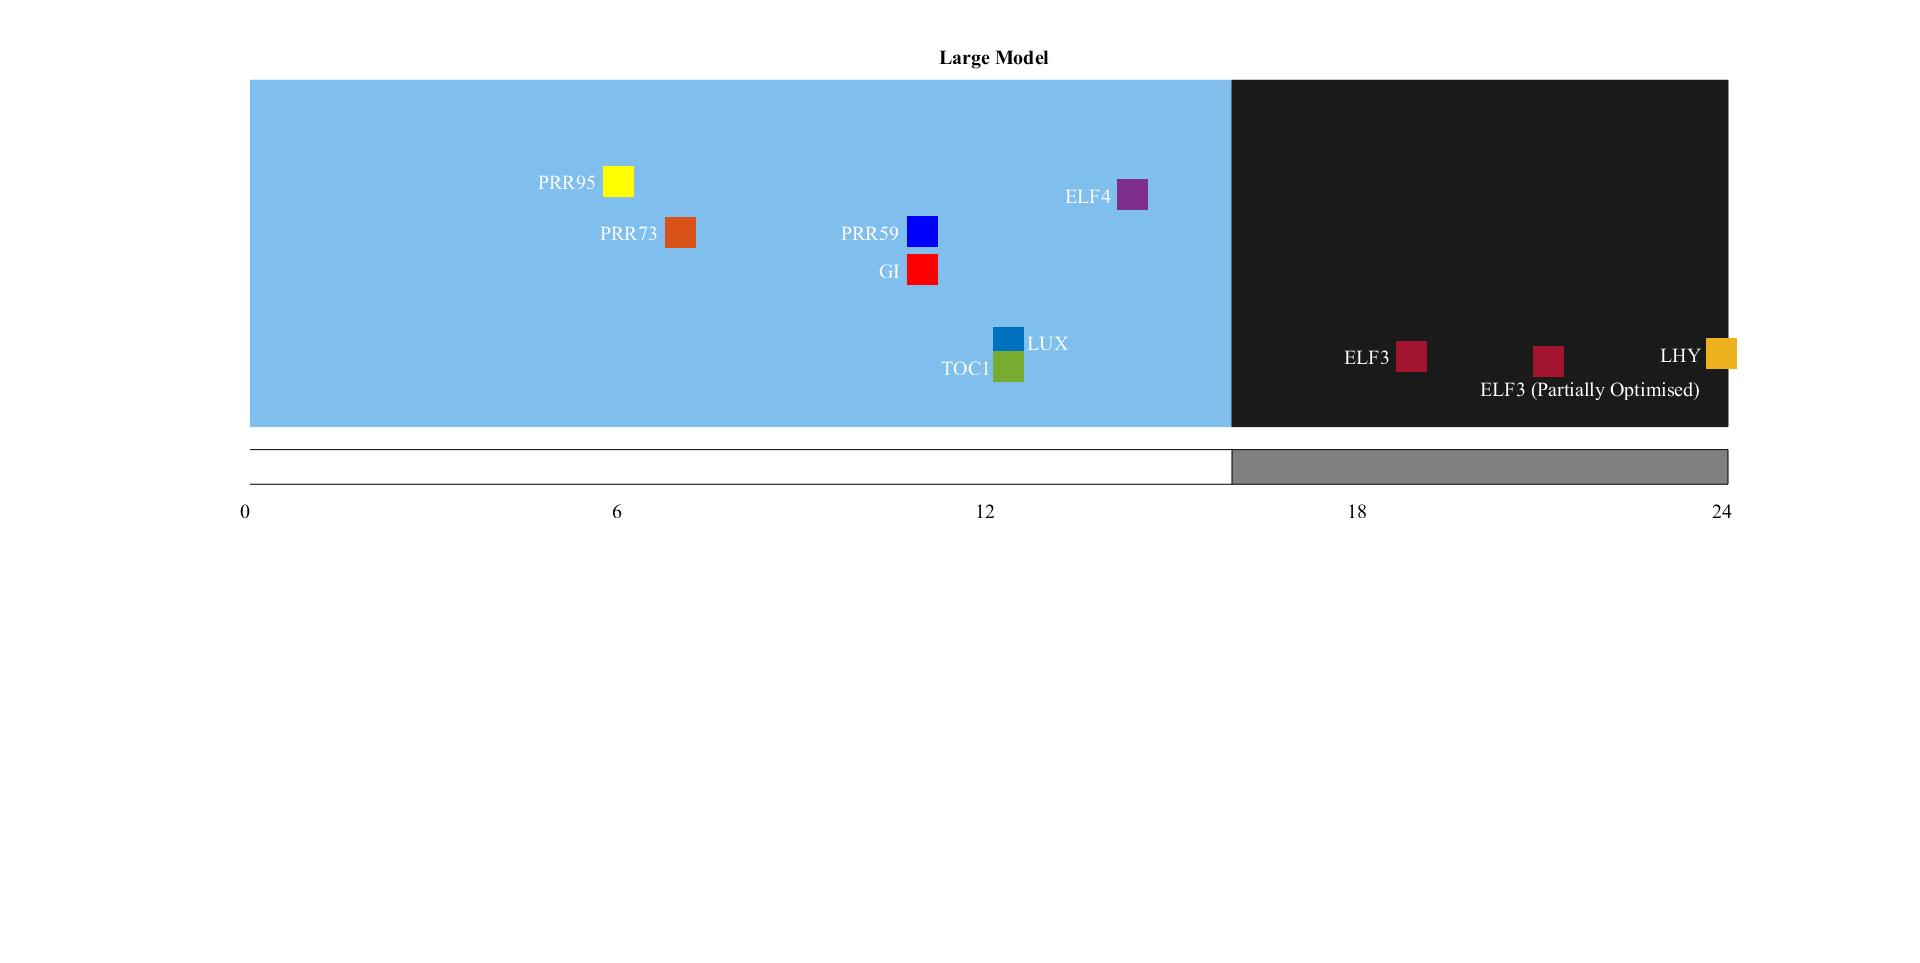 Large Model
PRR95
ELF4
PRR73
PRR59
GI
LUX
TOC1
ELF3
LHY
ELF3 (Partially Optimised)
0 6 12 18 24